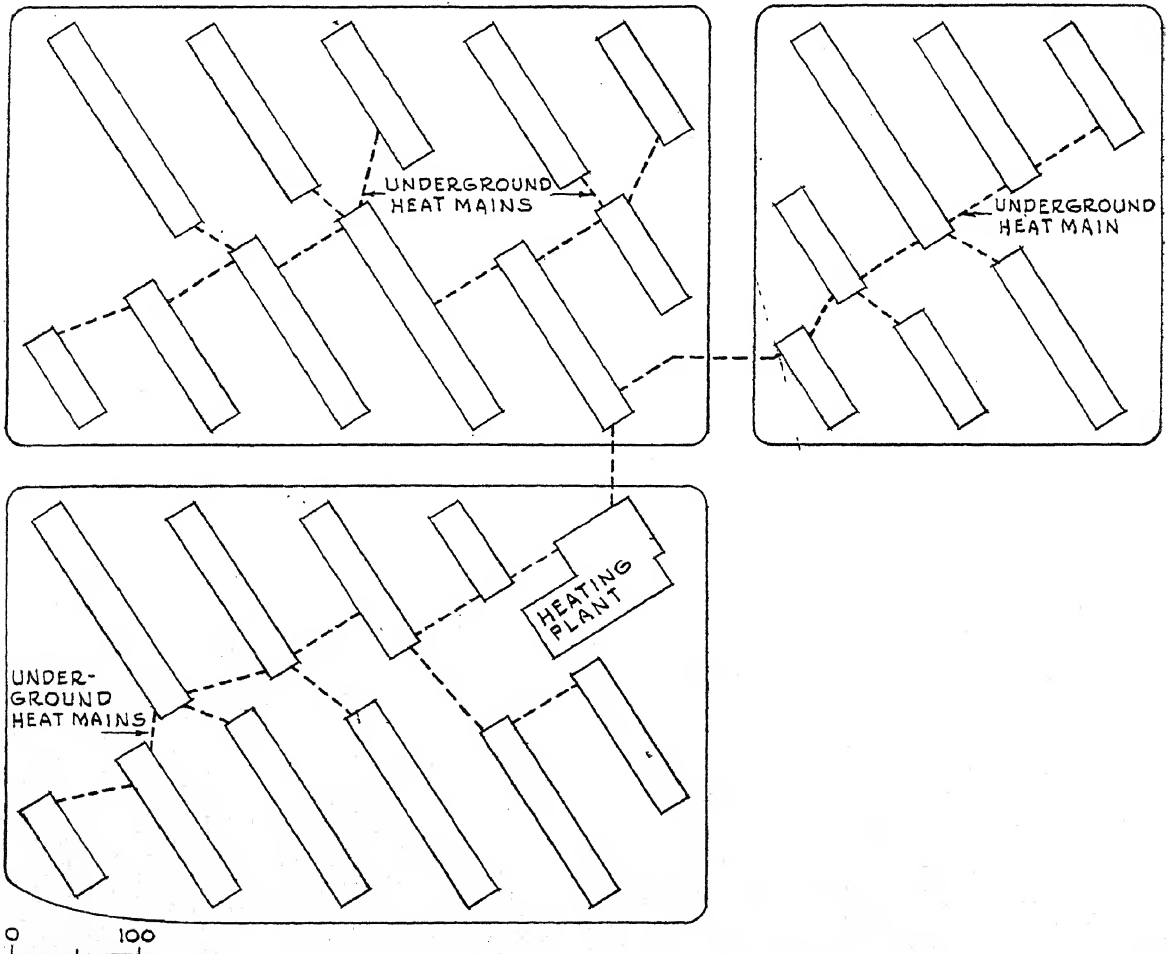 UNDERGROUND
HEAT MAINS
UNDERGROUND
HEAT MAIN
HEATING
PLANT
UNDER-
GROUND
HEAT MAINS
0 100